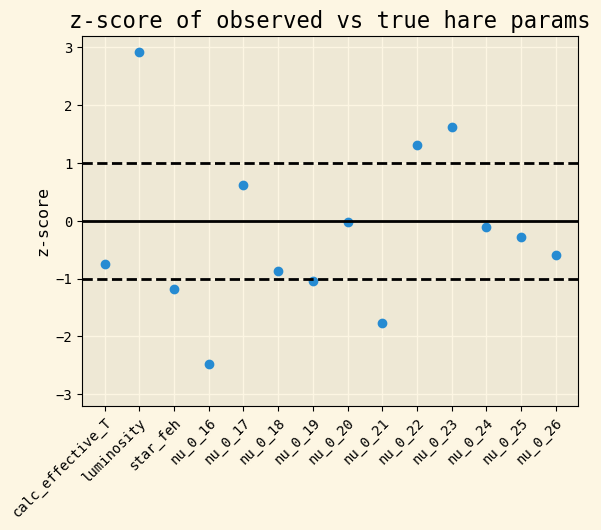 z-score of observed vs true hare params
z-score
3
2
1
0
−1
−2
−3
calc_effective_T
luminosity
star_feh
nu_0_16
nu_0_17
nu_0_18
nu_0_19
nu_0_20
nu_0_21
nu_0_22
nu_0_23
nu_0_24
nu_0_25
nu_0_26